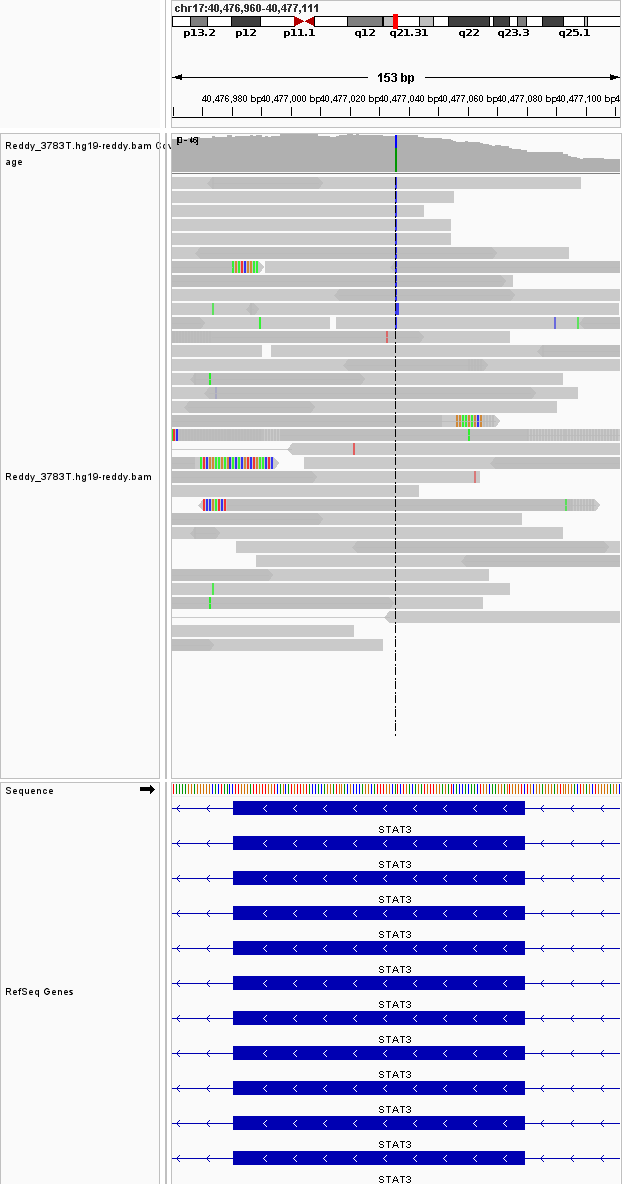 chr17:40,476,960-40,477,111
p13.2 p12 p11.1 q12 q21.31 q22 q23.3 q25.1
153 bp
40,476,980 bp 40,477,000 bp 40,477,020 bp 40,477,040 bp 40,477,060 bp 40,477,080 bp 40,477,100 bp
Reddy_3783T.hg19-reddy.bam Cov
age
Reddy_3783T.hg19-reddy.bam
Sequence
STAT3
STAT3
STAT3
STAT3
STAT3
RefSeq Genes
STAT3
STAT3
STAT3
STAT3
STAT3
STAT3